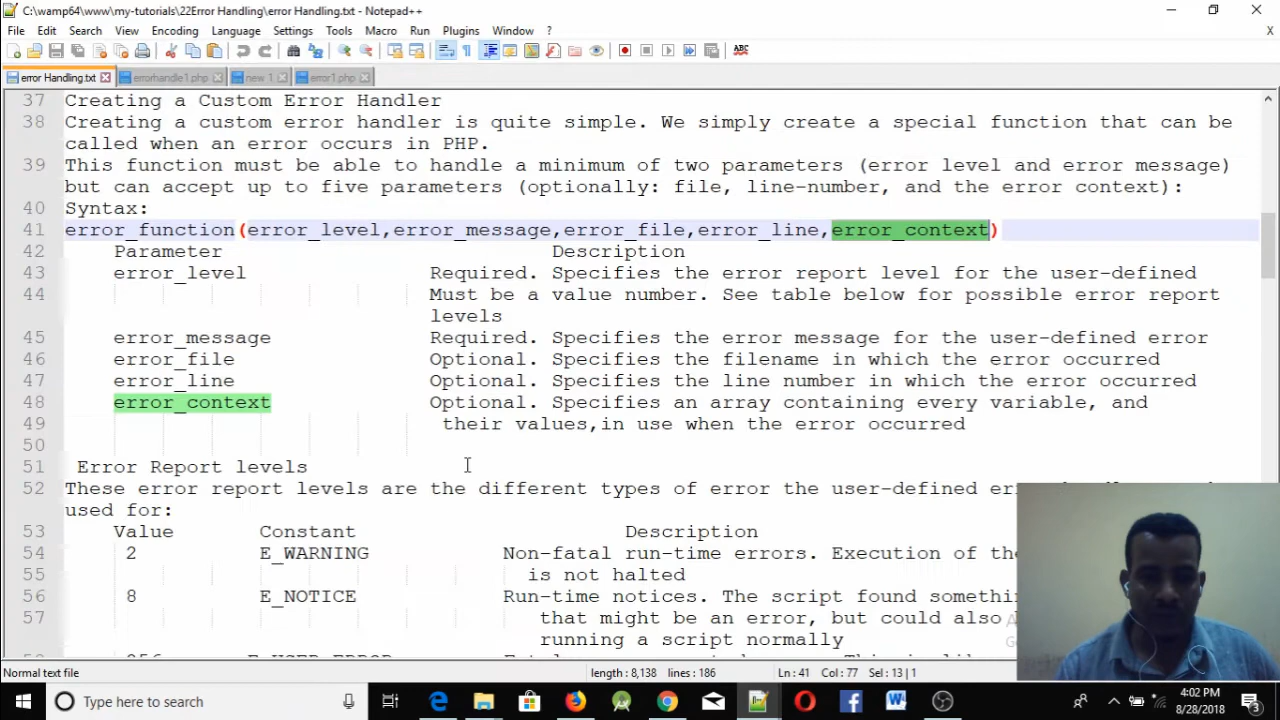 C:\wamp64\www\my-tutorials\22Error Handling\error Handling.txt - Notepad++
File Edit Search View Encoding Language Settings Tools Macro Run Plugins Window ? X
error Handling.txt errorhandle1.php new 1 error1.php
37 Creating a Custom Error Handler
38 Creating a custom error handler is quite simple. We simply create a special function that can be
called when an error occurs in PHP.
39 This function must be able to handle a minimum of two parameters (error level and error message)
but can accept up to five parameters (optionally: file, line-number, and the error context):
40 Syntax:
41 error_function(error_level,error_message,error_file,error_line,error_context)
42 Parameter Description
43 error_level Required. Specifies the error report level for the user-defined
44 Must be a value number. See table below for possible error report
levels
45 error_message Required. Specifies the error message for the user-defined error
46 error_file Optional. Specifies the filename in which the error occurred
47 error_line Optional. Specifies the line number in which the error occurred
48 error_context Optional. Specifies an array containing every variable, and
49 their values,in use when the error occurred
50
51 Error Report levels
52 These error report levels are the different types of error the user-defined
used for:
53 Value Constant Description
54 2 E_WARNING Non-fatal run-time errors. Execution of the
55 is not halted
56 8 E_NOTICE Run-time notices. The script found
57 that might be an error, but could also
running a script normally
Normal text file length : 8,138 lines : 186 Ln : 41 Col : 77 Sel : 13 | 1
Type here to search
4:02 PM
8/28/2018